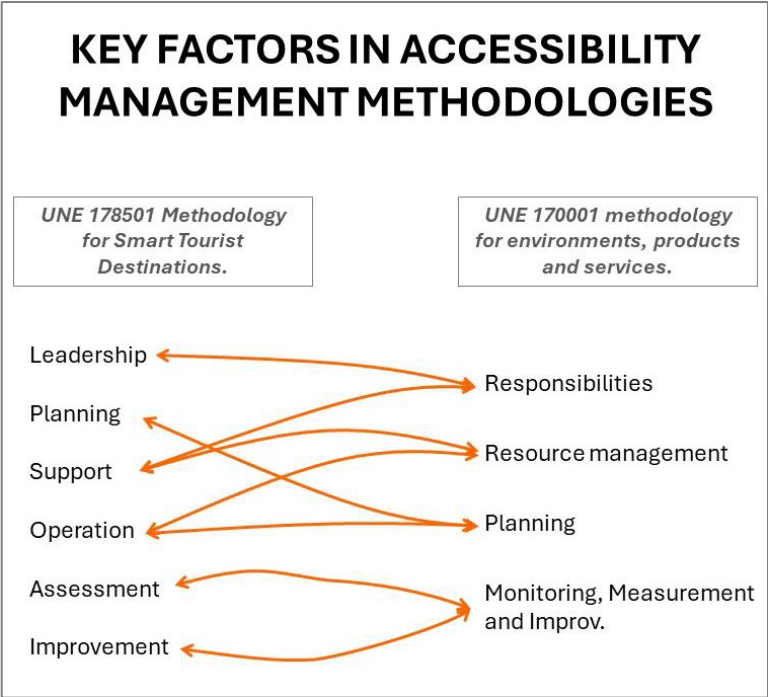 KEY FACTORS IN ACCESSIBILITY
MANAGEMENT METHODOLOGIES
UNE 178501 Methodology
for Smart Tourist
Destinations.
UNE 170001 methodology
for environments, products
and services.
Leadership
Planning
Support
Operation
Assessment
Improvement
Responsibilities
Resource management
Planning
Monitoring, Measurement
and Improv.